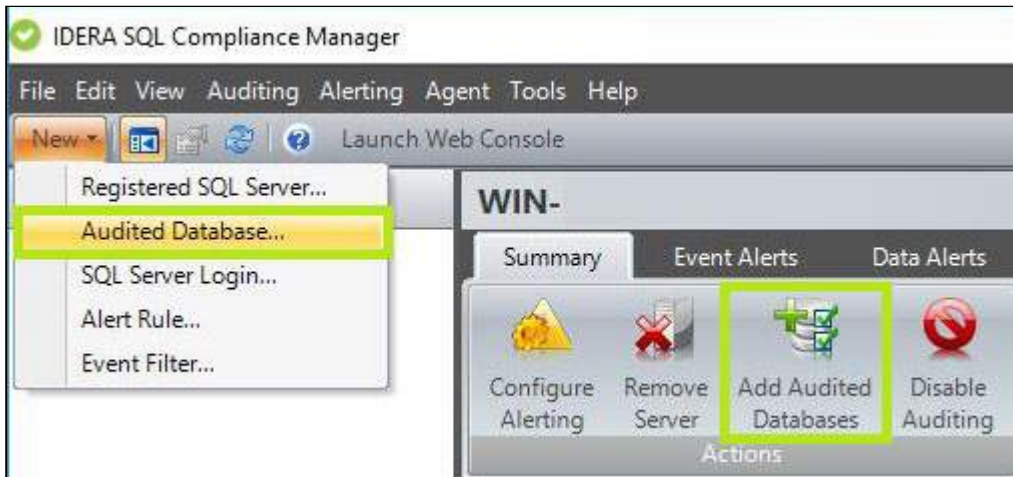 IDERA SQL Compliance Manager
File Edit View Auditing Alerting Agent Tools Help
New Launch Web Console
Registered SQL Server...
Audited Database...
SQL Server Login...
Alert Rule...
Event Filter...
WIN-
Summary Event Alerts Data Alerts
Configure Alerting
Remove Server
Add Audited Databases
Disable Auditing
Actions